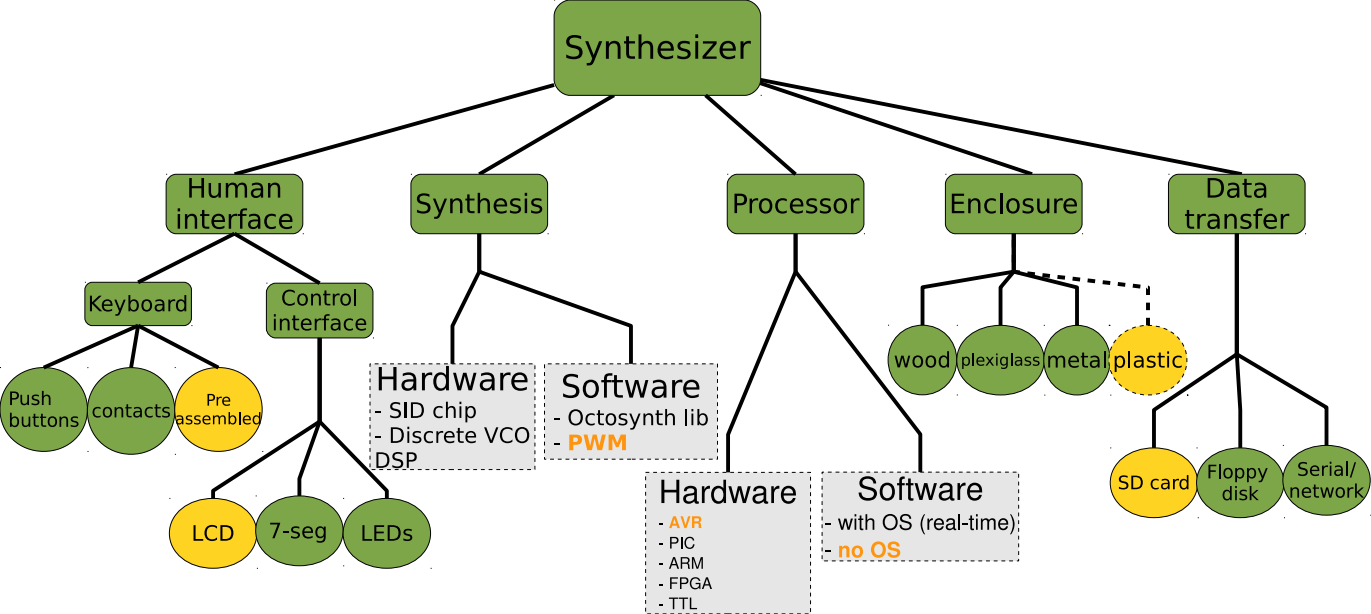 Synthesizer
Human
interface
Synthesis
Processor
Enclosure
Data
transfer
Keyboard
Control
interface
Push
buttons
contacts
Pre
assembled
LCD
7-seg
LEDs
Hardware
- SID chip
- Discrete VCO
DSP
Software
- Octosynth lib
- PWM
Hardware
- AVR
- PIC
- ARM
- FPGA
- TTL
Software
- with OS (real-time)
- no OS
wood
plexiglass
metal
plastic
SD card
Floppy
disk
Serial/
network